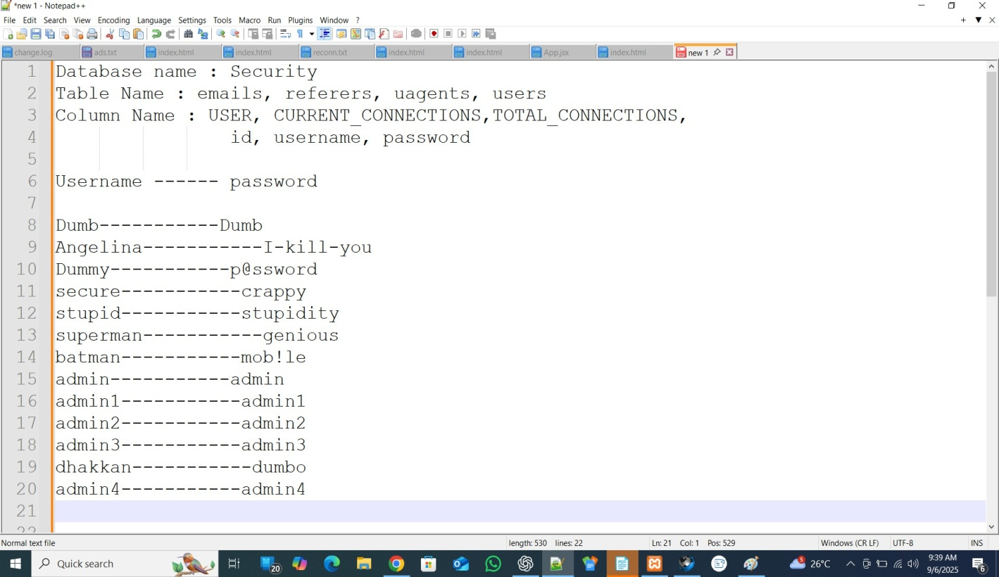 *new 1 - Notepad++
File Edit Search View Encoding Language Settings Tools Macro Run Plugins Window ?
change.log ads.txt index.html index.html reconn.txt index.html index.html App.jsx index.html new 1
1 Database name : Security
2 Table Name : emails, referers, uagents, users
3 Column Name : USER, CURRENT_CONNECTIONS,TOTAL_CONNECTIONS,
4 id, username, password
5
6 Username ------ password
7
8 Dumb-----------Dumb
9 Angelina-----------I-kill-you
10 Dummy-----------p@ssword
11 secure-----------crappy
12 stupid-----------stupidity
13 superman-----------genious
14 batman-----------mob!le
15 admin-----------admin
16 admin1-----------admin1
17 admin2-----------admin2
18 admin3-----------admin3
19 dhakkan-----------dumbo
20 admin4-----------admin4
21
22
Normal text file length: 530 lines: 22 Ln: 21 Col: 1 Pos: 529 Windows (CR LF) UTF-8 INS
Quick search 20 5 26°C 9:39 AM 6
9/6/2025